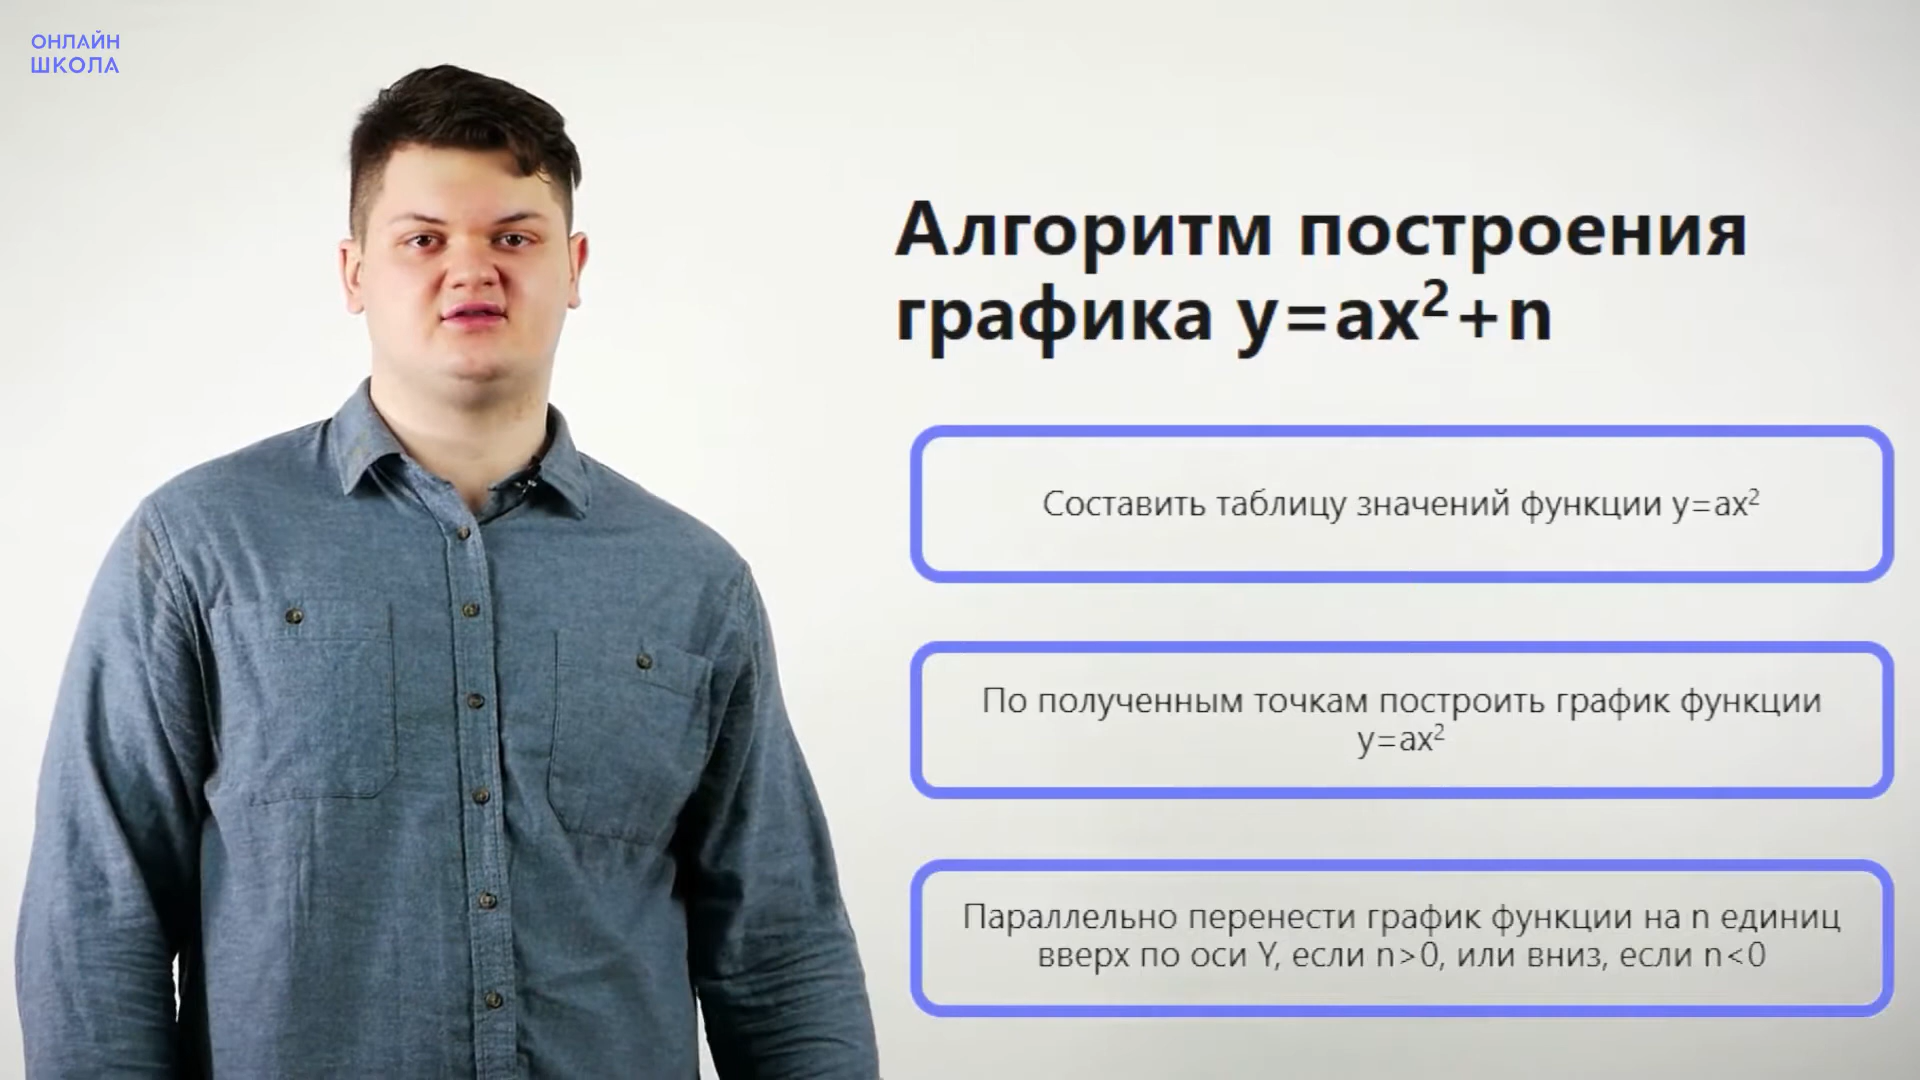 ОНЛАЙН
ШКОЛА
Алгоритм построения
графика y=ax²+n
Составить таблицу значений функции y=ax²
По полученным точкам построить график функции
y=ax²
Параллельно перенести график функции на n единиц
вверх по оси Y, если n>0, или вниз, если n<0